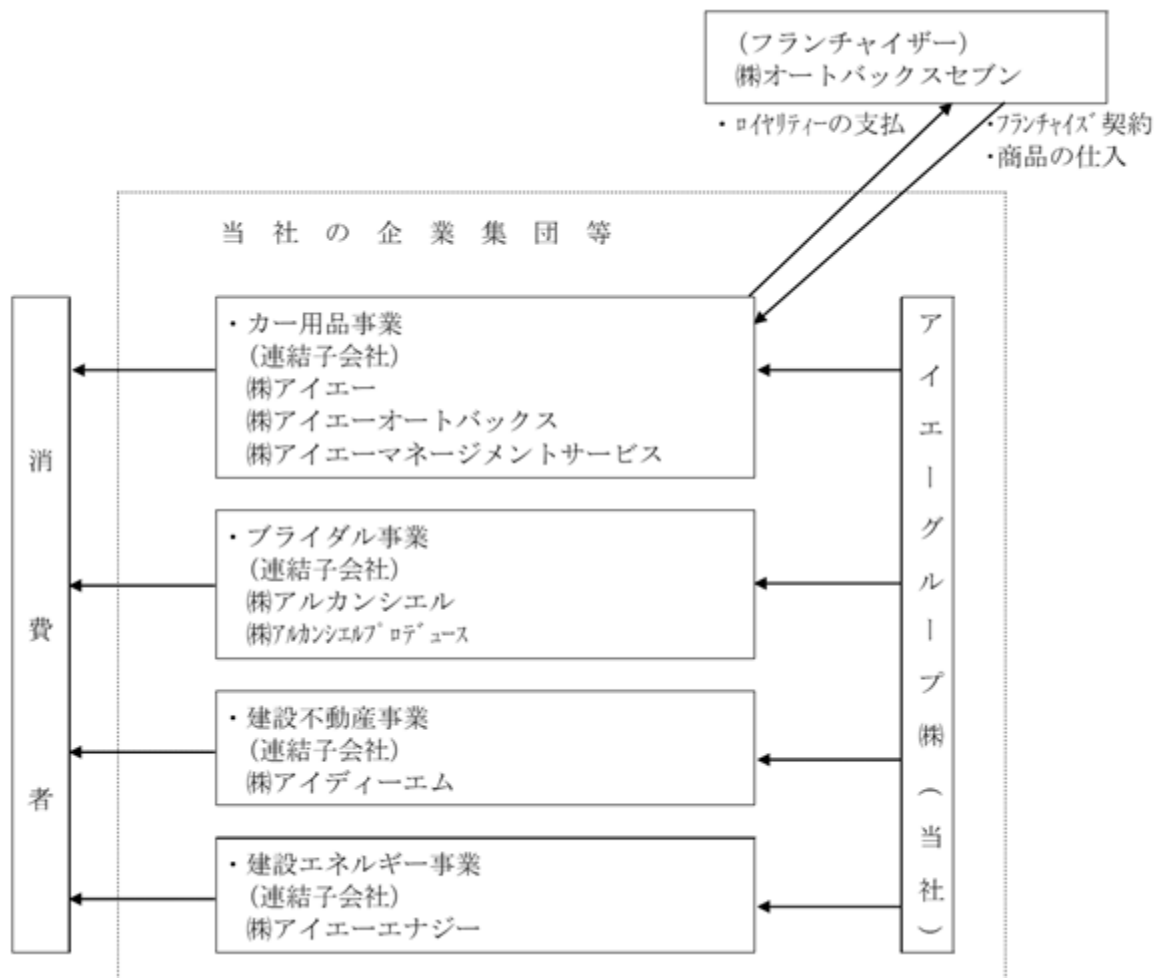 (フランチャイザー)
㈱オートバックスセブン
・ロイヤリティーの支払
・フランチャイズ契約
・商品の仕入
当社の企業集団等
・カー用品事業
(連結子会社)
㈱アイエー
㈱アイエーオートバックス
㈱アイエーマネージメントサービス
・ブライダル事業
(連結子会社)
㈱アルカンシエル
㈱アルカンシエルプロデュース
・建設不動産事業
(連結子会社)
㈱アイディーエム
・建設エネルギー事業
(連結子会社)
㈱アイエーエナジー
消費者
アイエーグループ㈱(当社)